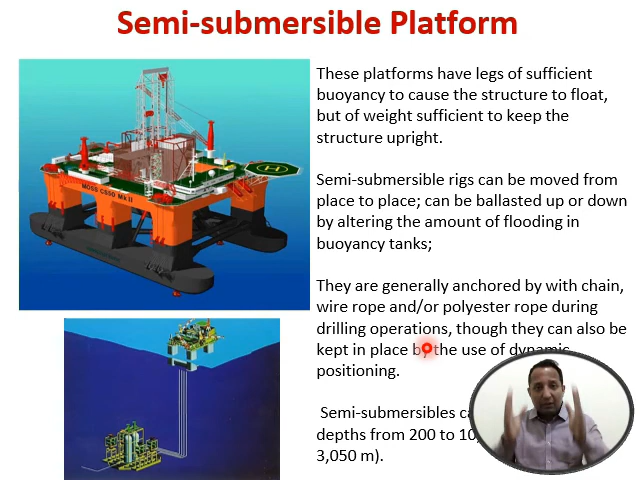 Semi-submersible Platform
These platforms have legs of sufficient
buoyancy to cause the structure to float,
but of weight sufficient to keep the
structure upright.
Semi-submersible rigs can be moved from
place to place; can be ballasted up or down
by altering the amount of flooding in
buoyancy tanks;
They are generally anchored by with chain,
wire rope and/or polyester rope during
drilling operations, though they can also be
kept in place by the use of dynamic
positioning.
Semi-submersibles
depths from 200 to
3,050 m).
MOSS CS50 Mk II
H